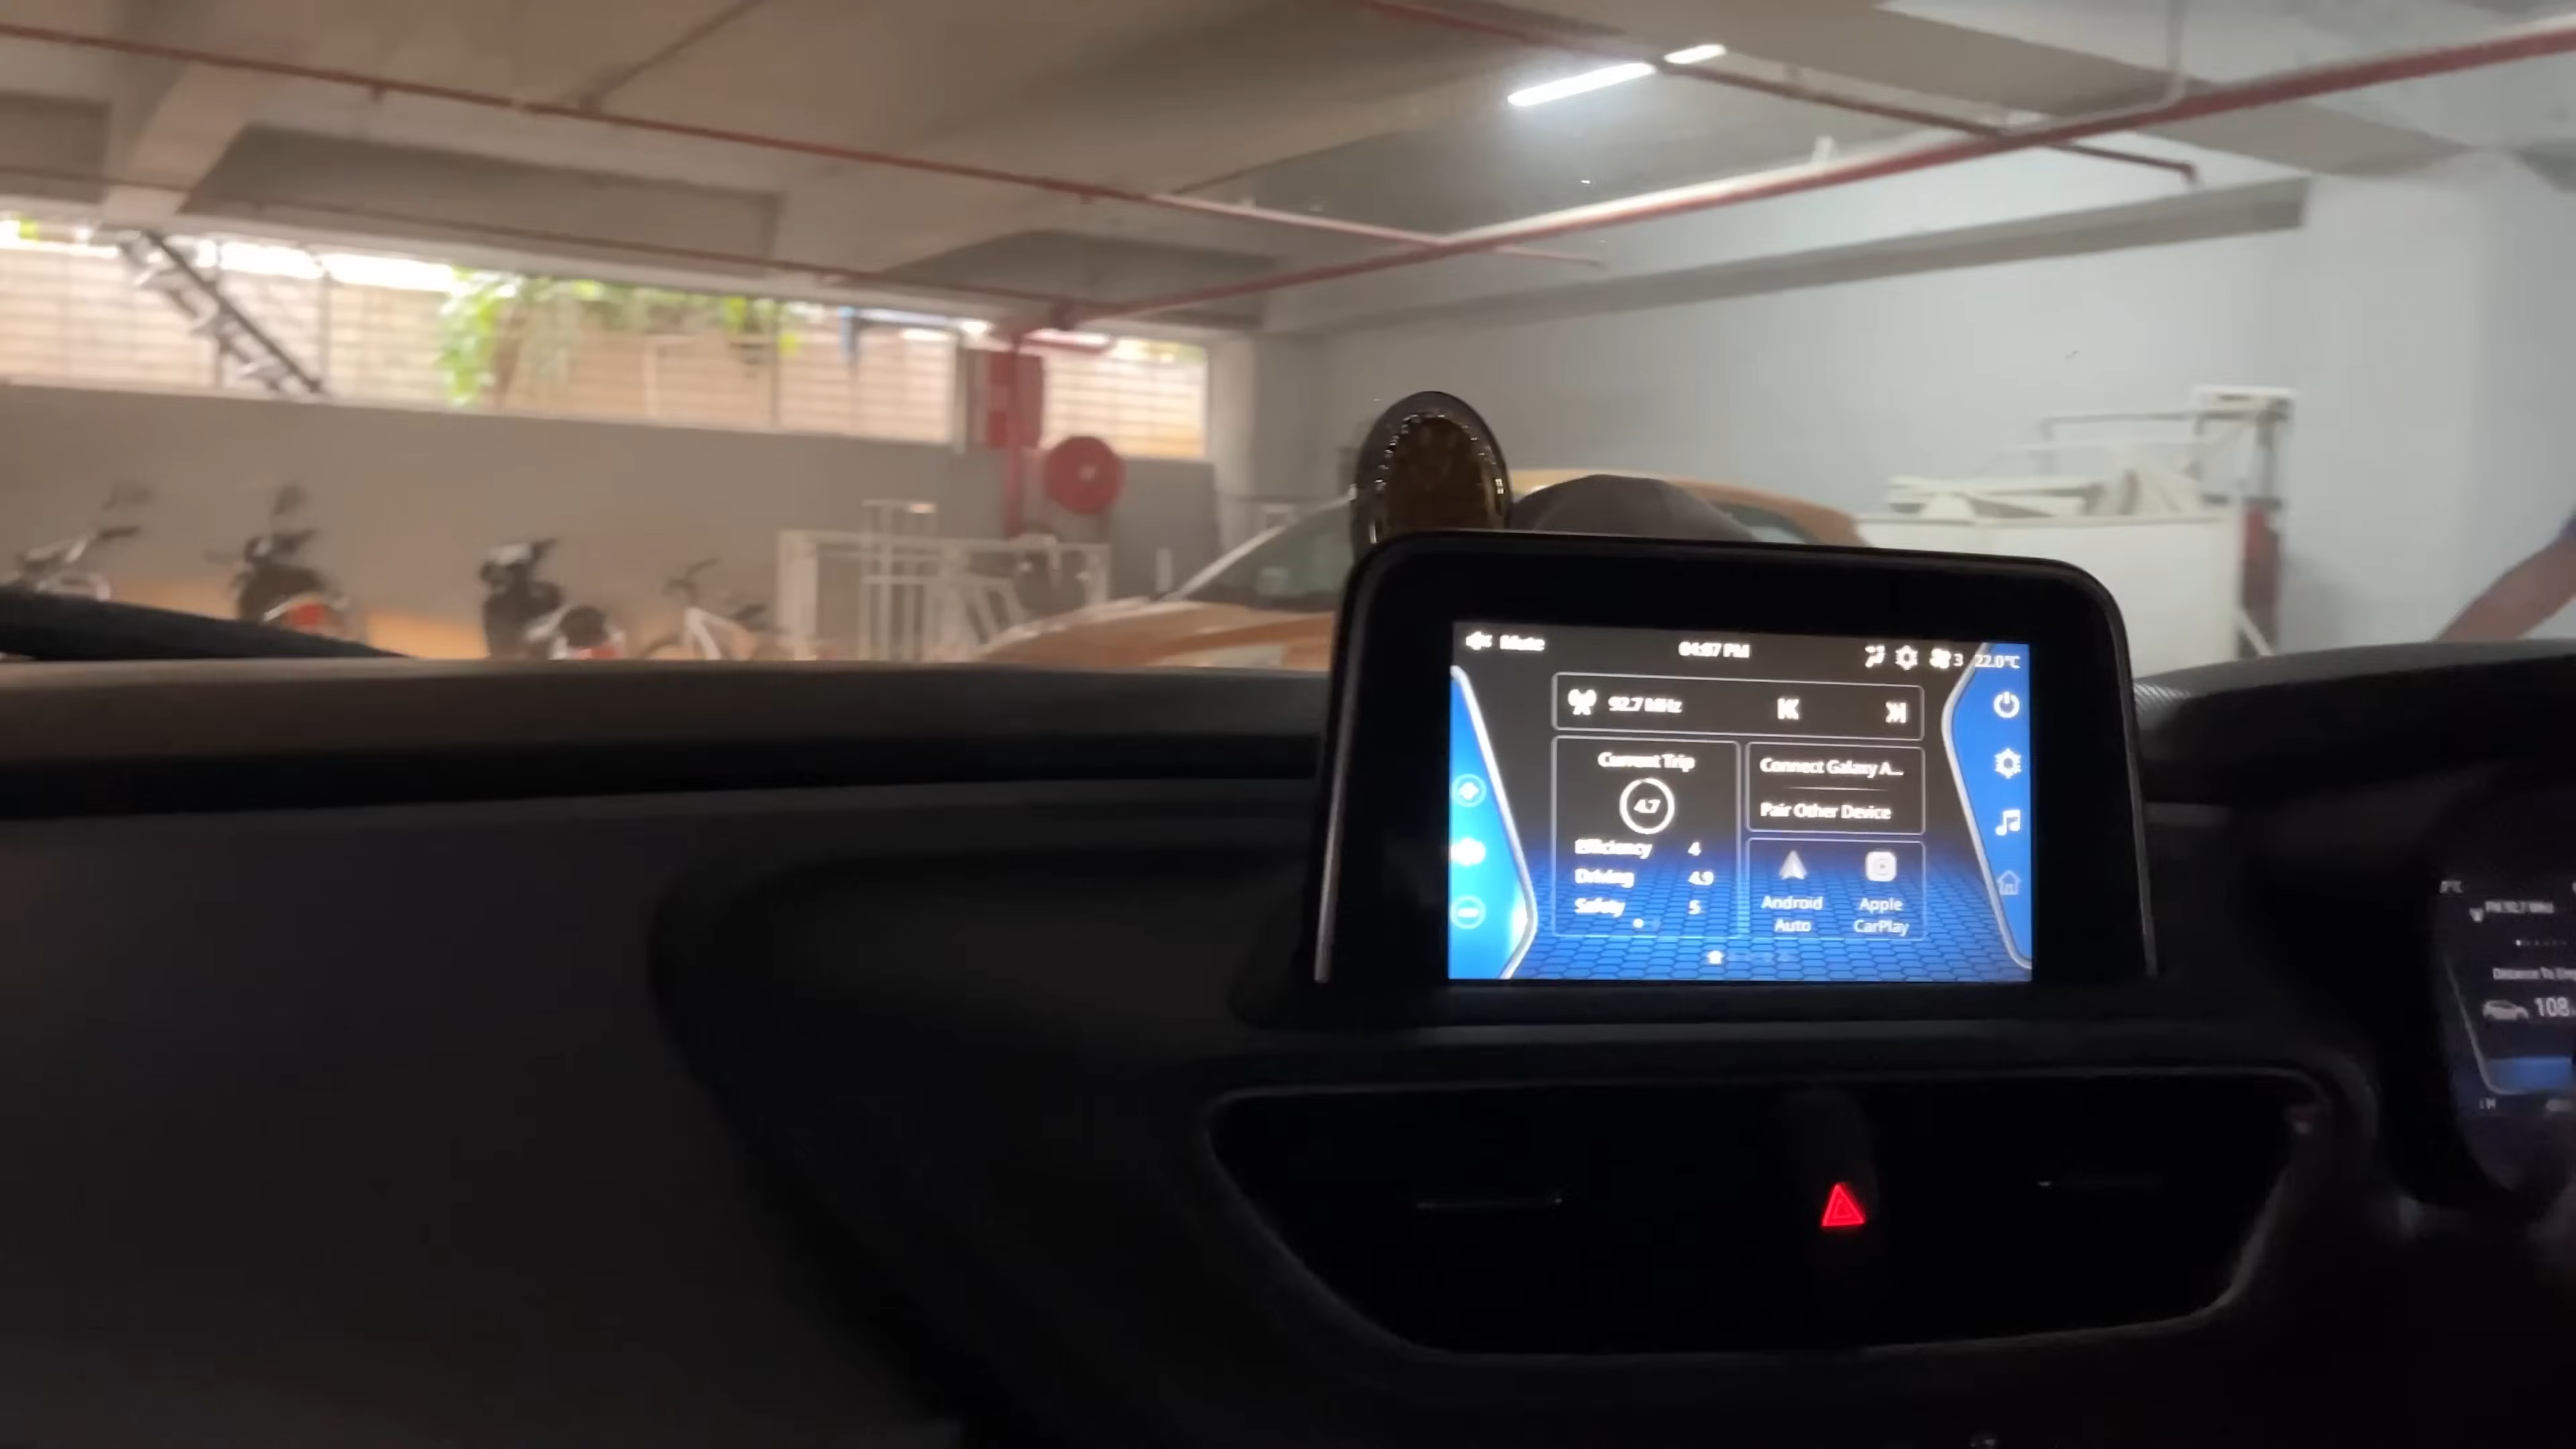 Mute
04:07 PM
3 22.0°C
92.7 MHz
Current Trip
4.7
Efficiency 4
Driving 4.9
Safety 5
Connect Galaxy A...
Pair Other Device
Android
Auto
Apple
CarPlay
108